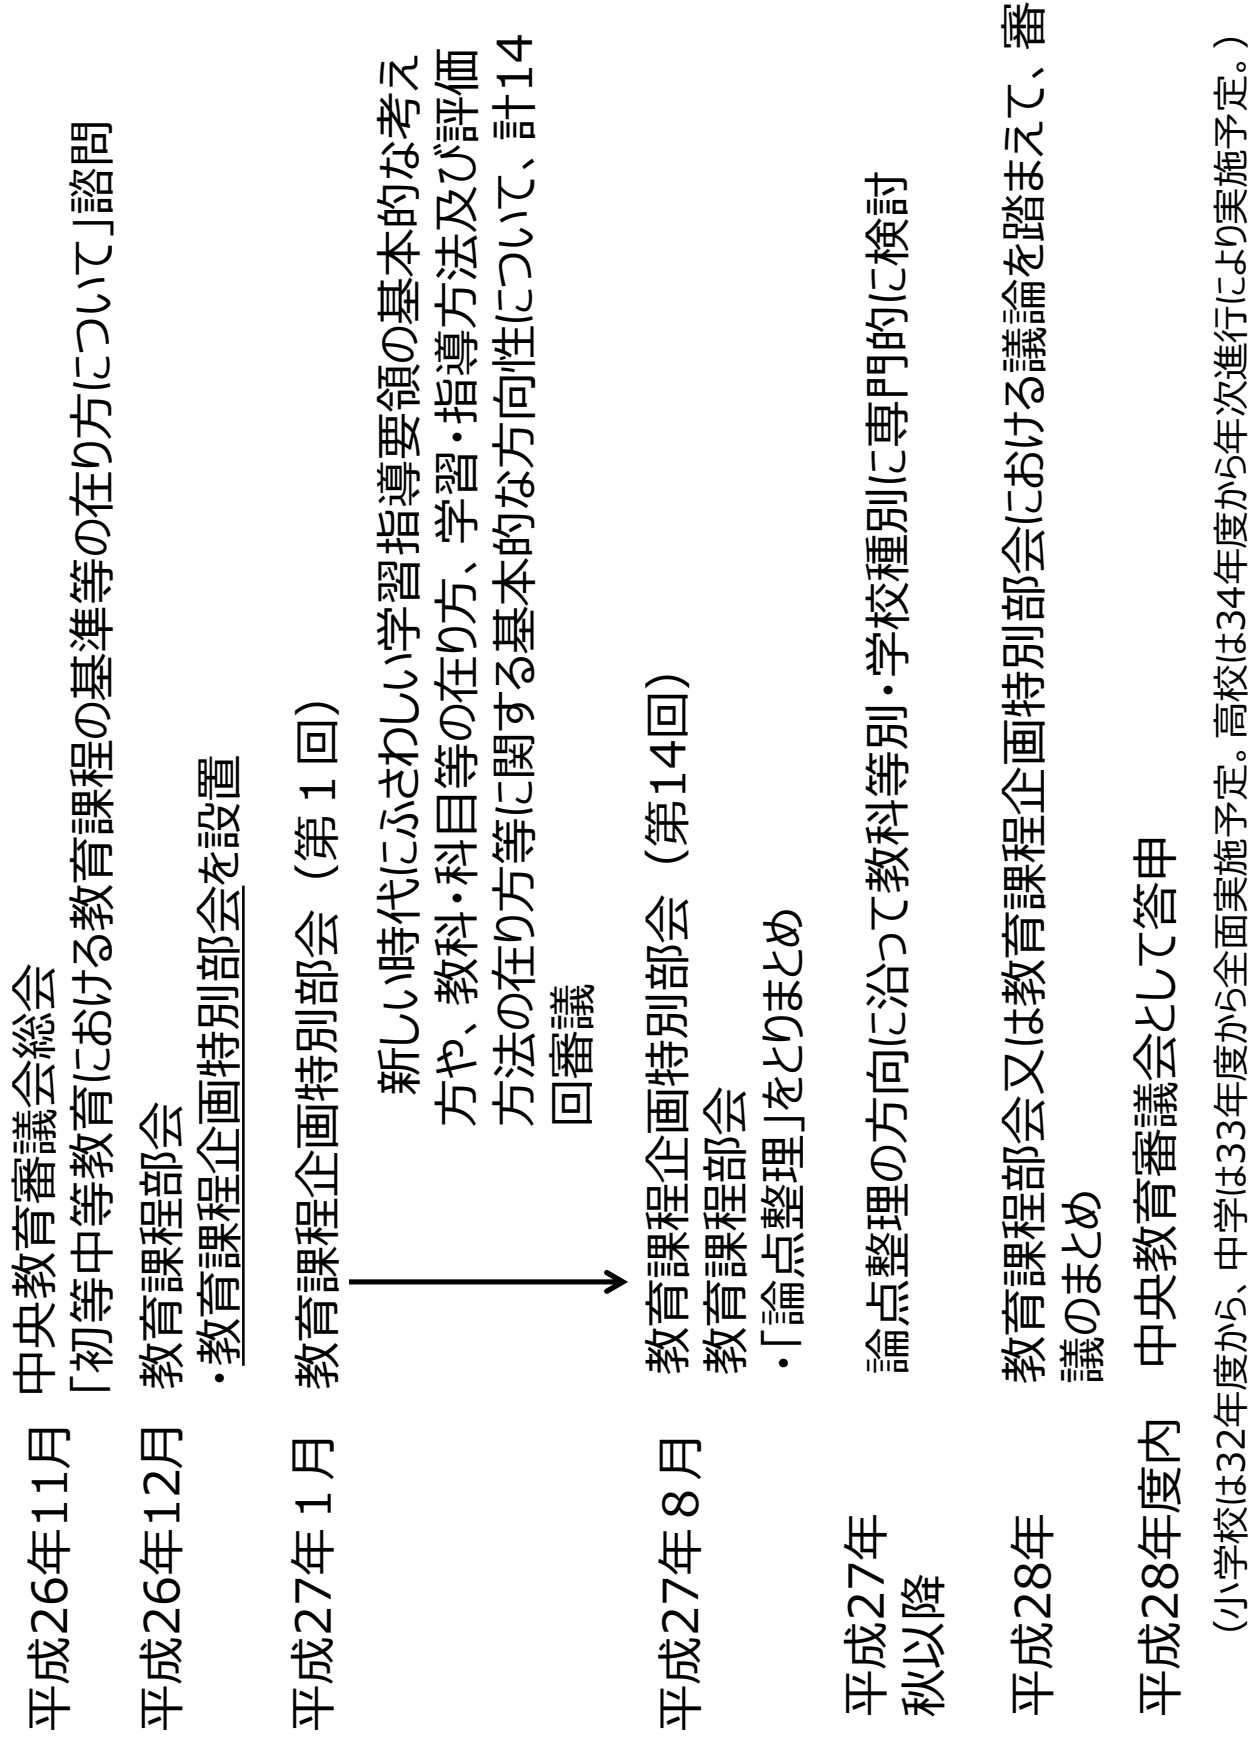 平成26年11月
中央教育審議会総会
「初等中等教育における教育課程の基準等の在り方について」諮問
平成26年12月
教育課程部会
・教育課程企画特別部会を設置
平成27年１月
教育課程企画特別部会（第１回）
新しい時代にふさわしい学習指導要領の基本的な考え
方や、教科・科目等の在り方、学習・指導方法及び評価
方法の在り方等に関する基本的な方向性について、計14
回審議
平成27年８月
教育課程企画特別部会（第14回）
教育課程部会
・「論点整理」をとりまとめ
平成27年
秋以降
論点整理の方向に沿って教科等別・学校種別に専門的に検討
平成28年
教育課程部会又は教育課程企画特別部会における議論を踏まえて、審
議のまとめ
平成28年度内
中央教育審議会として答申
（小学校は32年度から、中学は33年度から全面実施予定。高校は34年度から年次進行により実施予定。）